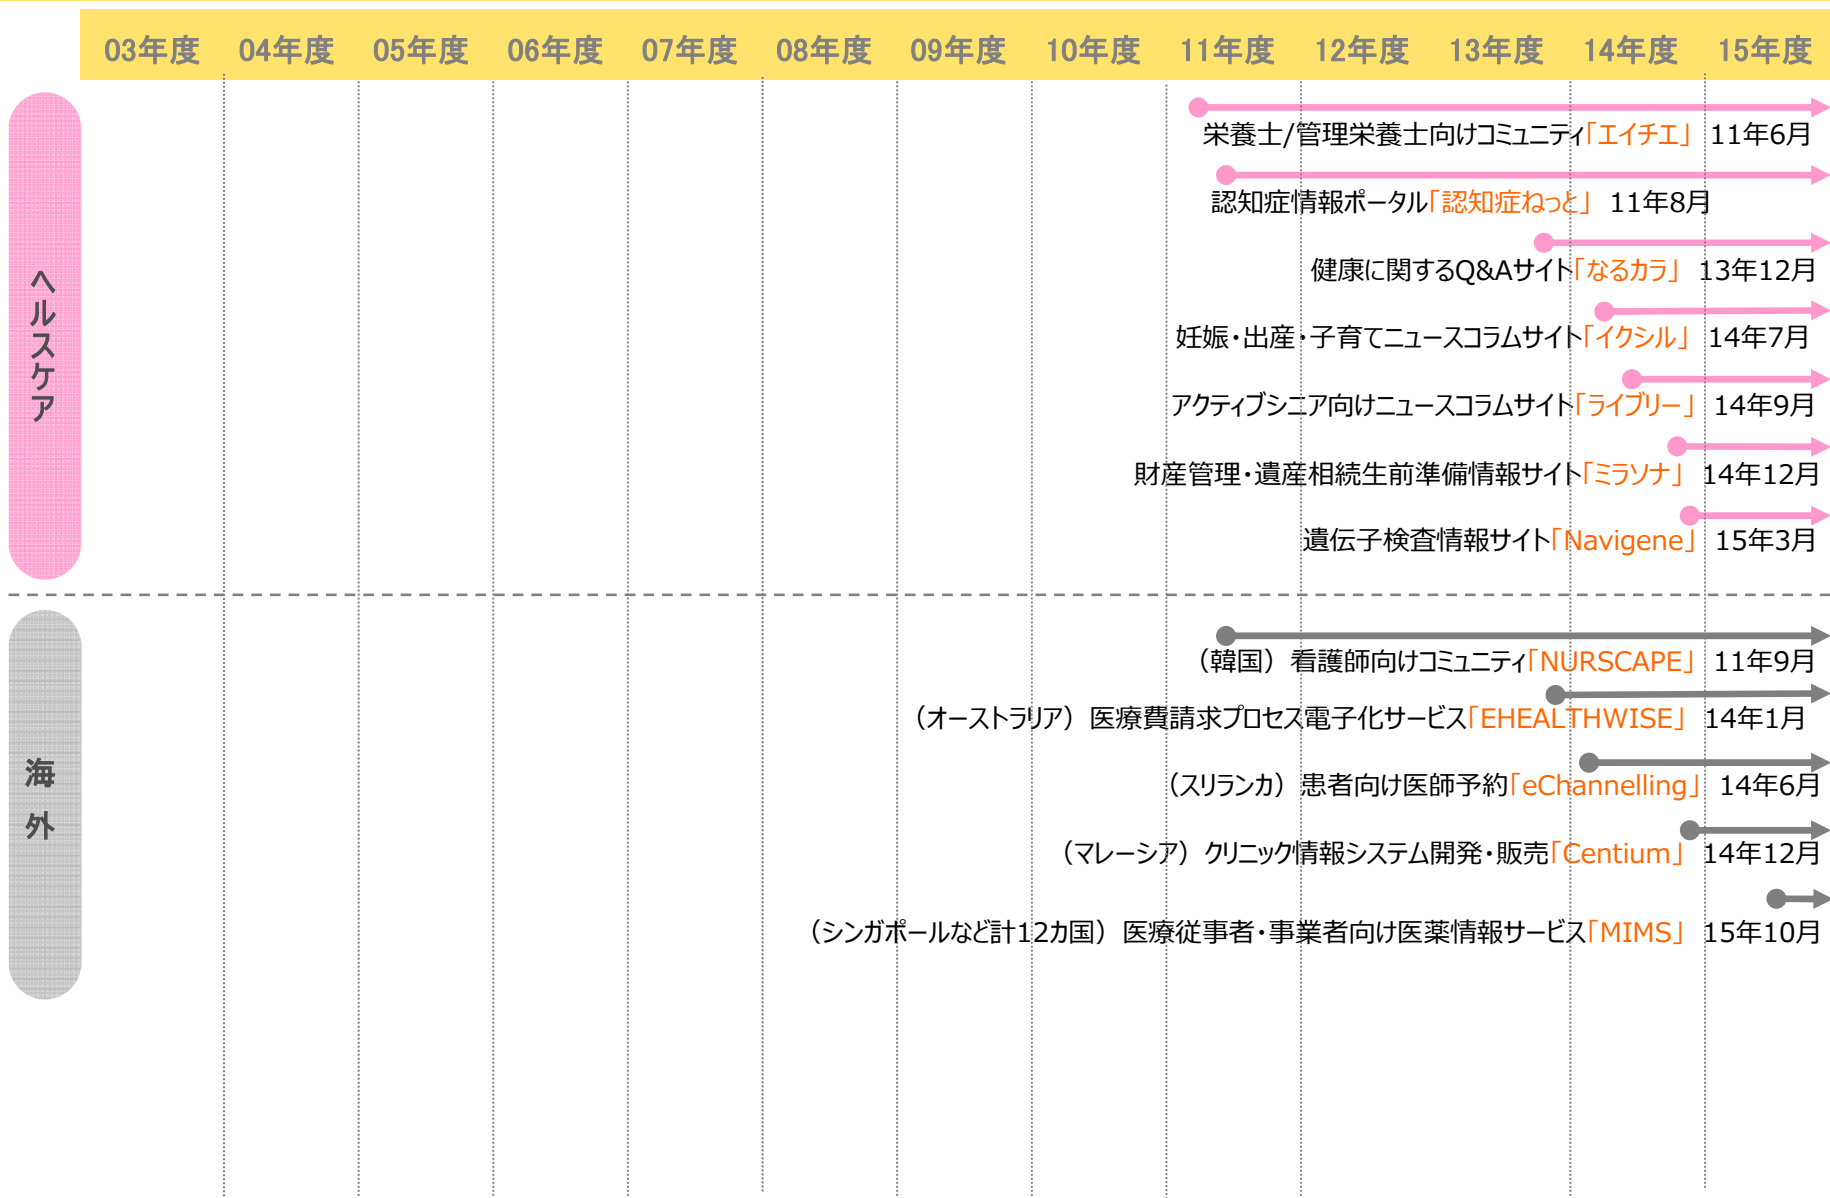 03年度 04年度 05年度 06年度 07年度 08年度 09年度 10年度 11年度 12年度 13年度 14年度 15年度
ヘルスケア
栄養士/管理栄養士向けコミュニティ「エイチエ」 11年6月
認知症情報ポータル「認知症ねっと」 11年8月
健康に関するQ&Aサイト「なるカラ」 13年12月
妊娠・出産・子育てニュースコラムサイト「イクシル」 14年7月
アクティブシニア向けニュースコラムサイト「ライブリー」 14年9月
財産管理・遺産相続生前準備情報サイト「ミラソナ」 14年12月
遺伝子検査情報サイト「Navigene」 15年3月
海外
（韓国）看護師向けコミュニティ「NURSCAPE」 11年9月
（オーストラリア）医療費請求プロセス電子化サービス「EHEALTHWISE」 14年1月
（スリランカ）患者向け医師予約「eChannelling」 14年6月
（マレーシア）クリニック情報システム開発・販売「Centium」 14年12月
（シンガポールなど計12カ国）医療従事者・事業者向け医薬情報サービス「MIMS」 15年10月